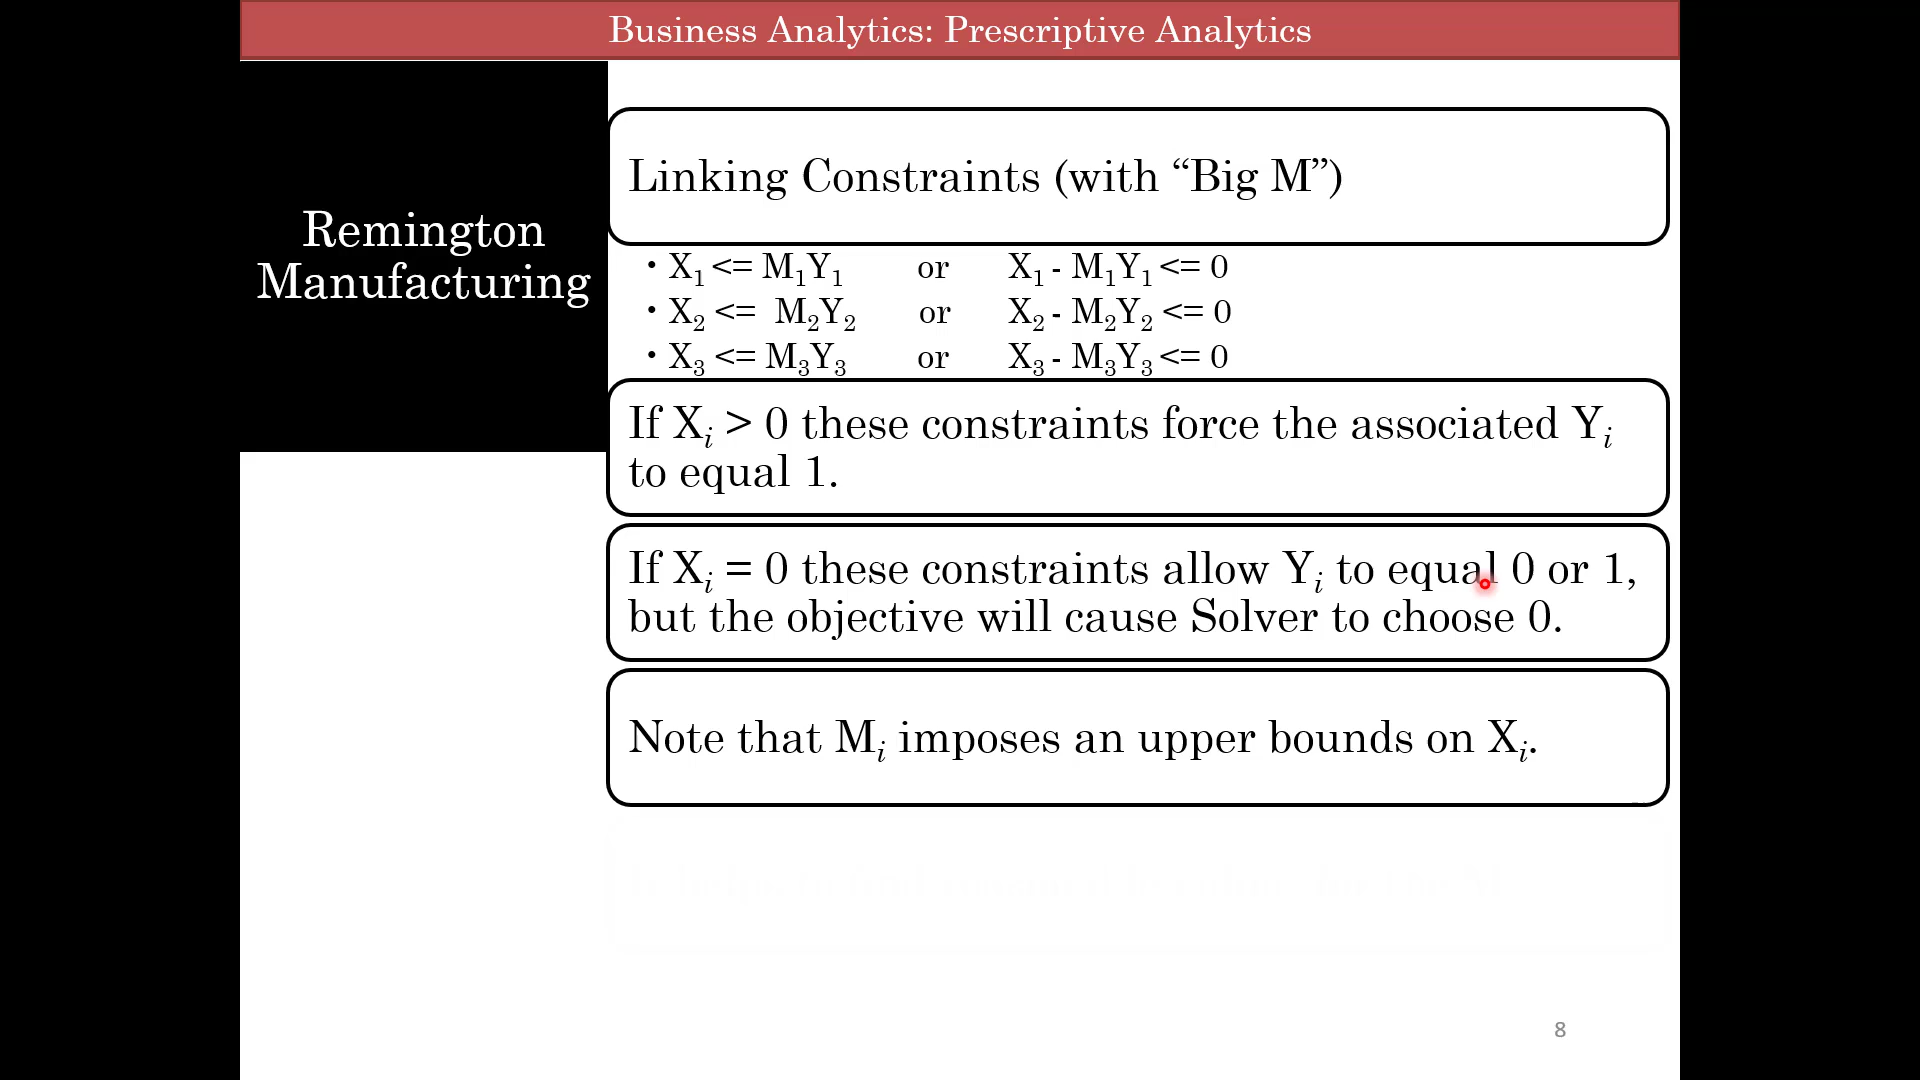 Business Analytics: Prescriptive Analytics
Remington
Manufacturing
Linking Constraints (with “Big M”)
• X₁ <= M₁Y₁ or X₁ - M₁Y₁ <= 0
• X₂ <= M₂Y₂ or X₂ - M₂Y₂ <= 0
• X₃ <= M₃Y₃ or X₃ - M₃Y₃ <= 0
If Xᵢ > 0 these constraints force the associated Yᵢ
to equal 1.
If Xᵢ = 0 these constraints allow Yᵢ to equal 0 or 1,
but the objective will cause Solver to choose 0.
Note that Mᵢ imposes an upper bounds on Xᵢ.
8